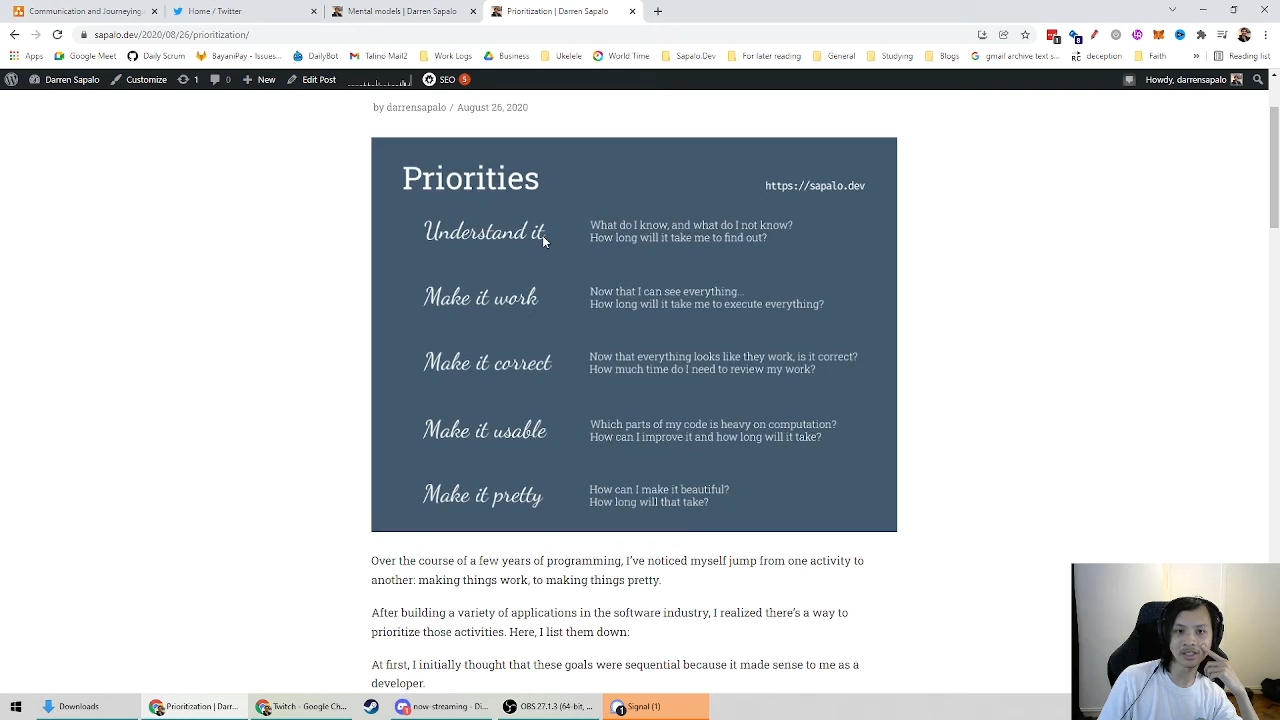 Communication and Journeying.
Home / Twitter
Mental models | Darren Sapalo
Prioritization | Darren Sapalo
sapalo.dev/2020/08/26/prioritization/
Apps
Google Meet
GCalendar
BayaniPay - Issues...
DailyBot
Tangent Mail2
Work
Business
Ukelele
World Time
Sapalo.Dev
For reading
General
graphic archive text s...
Exception
Deception
Studying
Blogs
Faith
Other bookmarks
Reading list
Darren Sapalo
Customize
1
0
New
Edit Post
SEO
5
Howdy, darrensapalo
by darrensapalo / August 26, 2020
Priorities
https://sapalo.dev
Understand it
What do I know, and what do I not know?
How long will it take me to find out?
Make it work
Now that I can see everything...
How long will it take me to execute everything?
Make it correct
Now that everything looks like they work, is it correct?
How much time do I need to review my work?
Make it usable
Which parts of my code is heavy on computation?
How can I improve it and how long will it take?
Make it pretty
How can I make it beautiful?
How long will that take?
Over the course of a few years of programming, I've noticed myself jump from one activity to
another: making things work, to making things pretty.
After building a variety of applications in the software industry, I realized there's a way to
prioritize those activities. Here, I list them down:
At first, I initially thought that these goals were sequential because it made sense to me as a
developer.
Downloads
Prioritization | Darr...
Twitch - Google Ch...
now-streaming - Di...
OBS 27.1.3 (64-bit, ...
Signal (1)